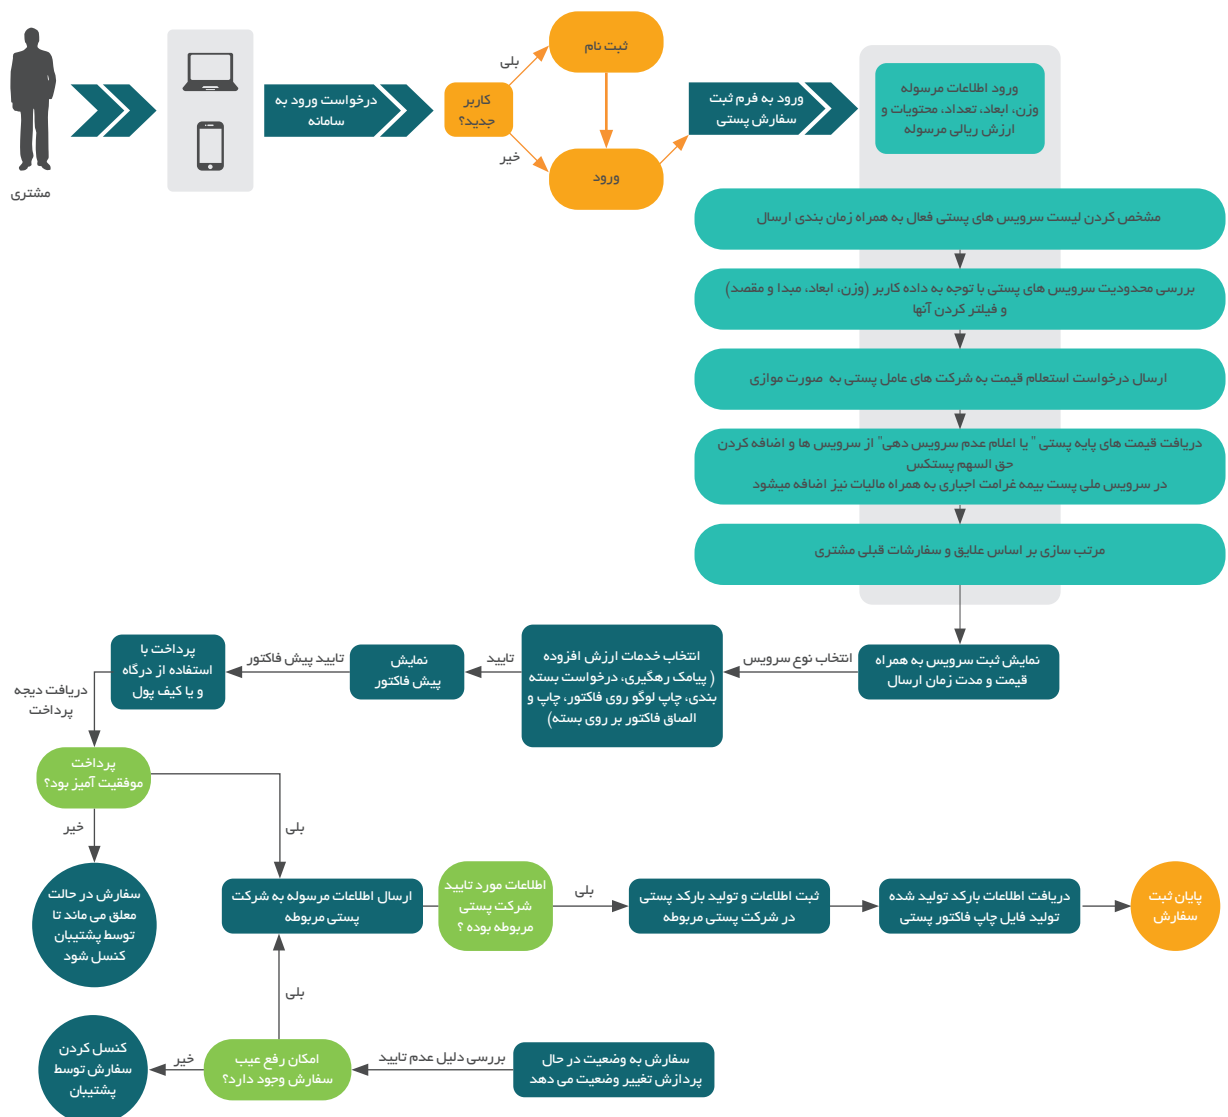 مشتری
درخواست ورود به
سامانه
کاربر
جدید؟
بلی
خیر
ثبت نام
ورود
ورود به فرم ثبت
سفارش پستی
ورود اطلاعات مرسوله
وزن، ابعاد، تعداد، محتویات و
ارزش ریالی مرسوله
مشخص کردن لیست سرویس های پستی فعال به همراه زمان بندی ارسال
بررسی محدودیت سرویس های پستی با توجه به داده کاربر (وزن، ابعاد، مبدا و مقصد)
و فیلتر کردن آنها
ارسال درخواست استعلام قیمت به شرکت های عامل پستی به صورت موازی
دریافت قیمت های پایه پستی " یا اعلام عدم سرویس دهی" از سرویس ها و اضافه کردن
حق السهم پستکس
در سرویس ملی پست بیمه غرامت اجباری به همراه مالیات نیز اضافه میشود
مرتب سازی بر اساس علایق و سفارشات قبلی مشتری
نمایش ثبت سرویس به همراه
قیمت و مدت زمان ارسال
انتخاب نوع سرویس
انتخاب خدمات ارزش افزوده
( پیامک رهگیری، درخواست بسته
بندی، چاپ لوگو روی فاکتور، چاپ و
الصاق فاکتور بر روی بسته)
تایید
نمایش
پیش فاکتور
تایید پیش فاکتور
پرداخت با
استفاده از درگاه
و یا کیف پول
دریافت دیجه
پرداخت
پرداخت
موفقیت آمیز بود؟
خیر
بلی
سفارش در حالت
معلق می ماند تا
توسط پشتیبان
کنسل شود
ارسال اطلاعات مرسوله به شرکت
پستی مربوطه
اطلاعات مورد تایید
شرکت پستی
مربوطه بوده ؟
بلی
ثبت اطلاعات و تولید بارکد پستی
در شرکت پستی مربوطه
دریافت اطلاعات بارکد تولید شده
تولید فایل چاپ فاکتور پستی
پایان ثبت
سفارش
سفارش به وضعیت در حال
پردازش تغییر وضعیت می دهد
بررسی دلیل عدم تایید
امکان رفع عیب
سفارش وجود دارد؟
بلی
خیر
کنسل کردن
سفارش توسط
پشتیبان